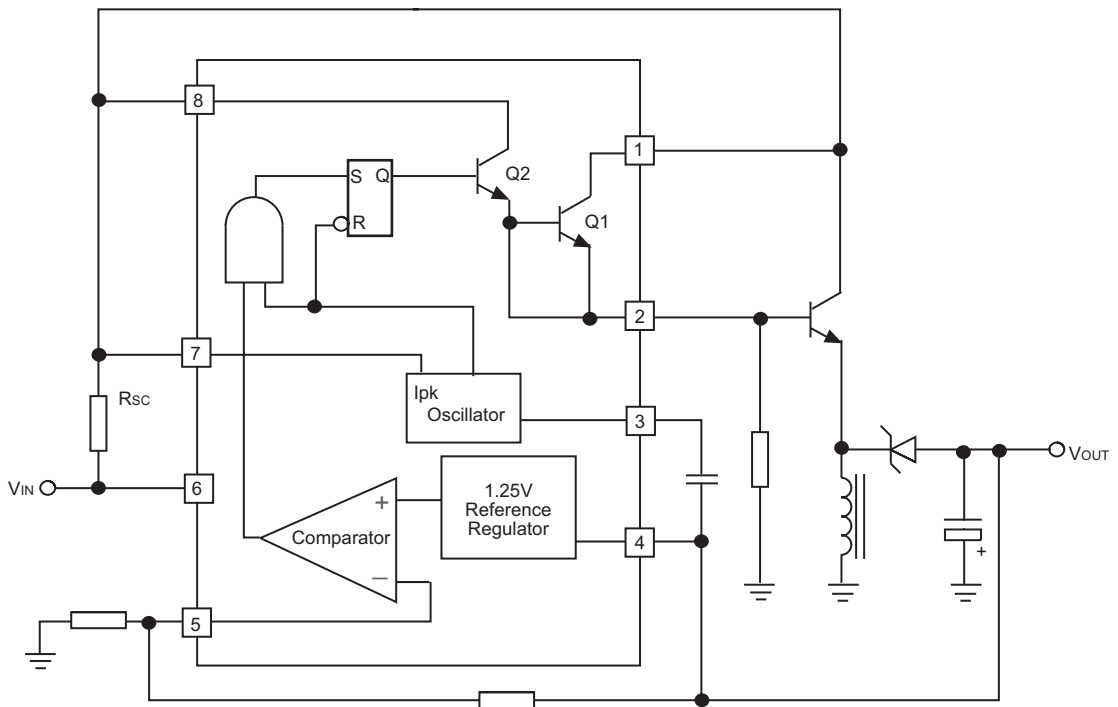 8
1
S Q
Q2
R
Q1
2
7
Ipk
Oscillator
RSC
3
VOUT
VIN
6
1.25V
Reference
Regulator
+
Comparator
4
+
−
5